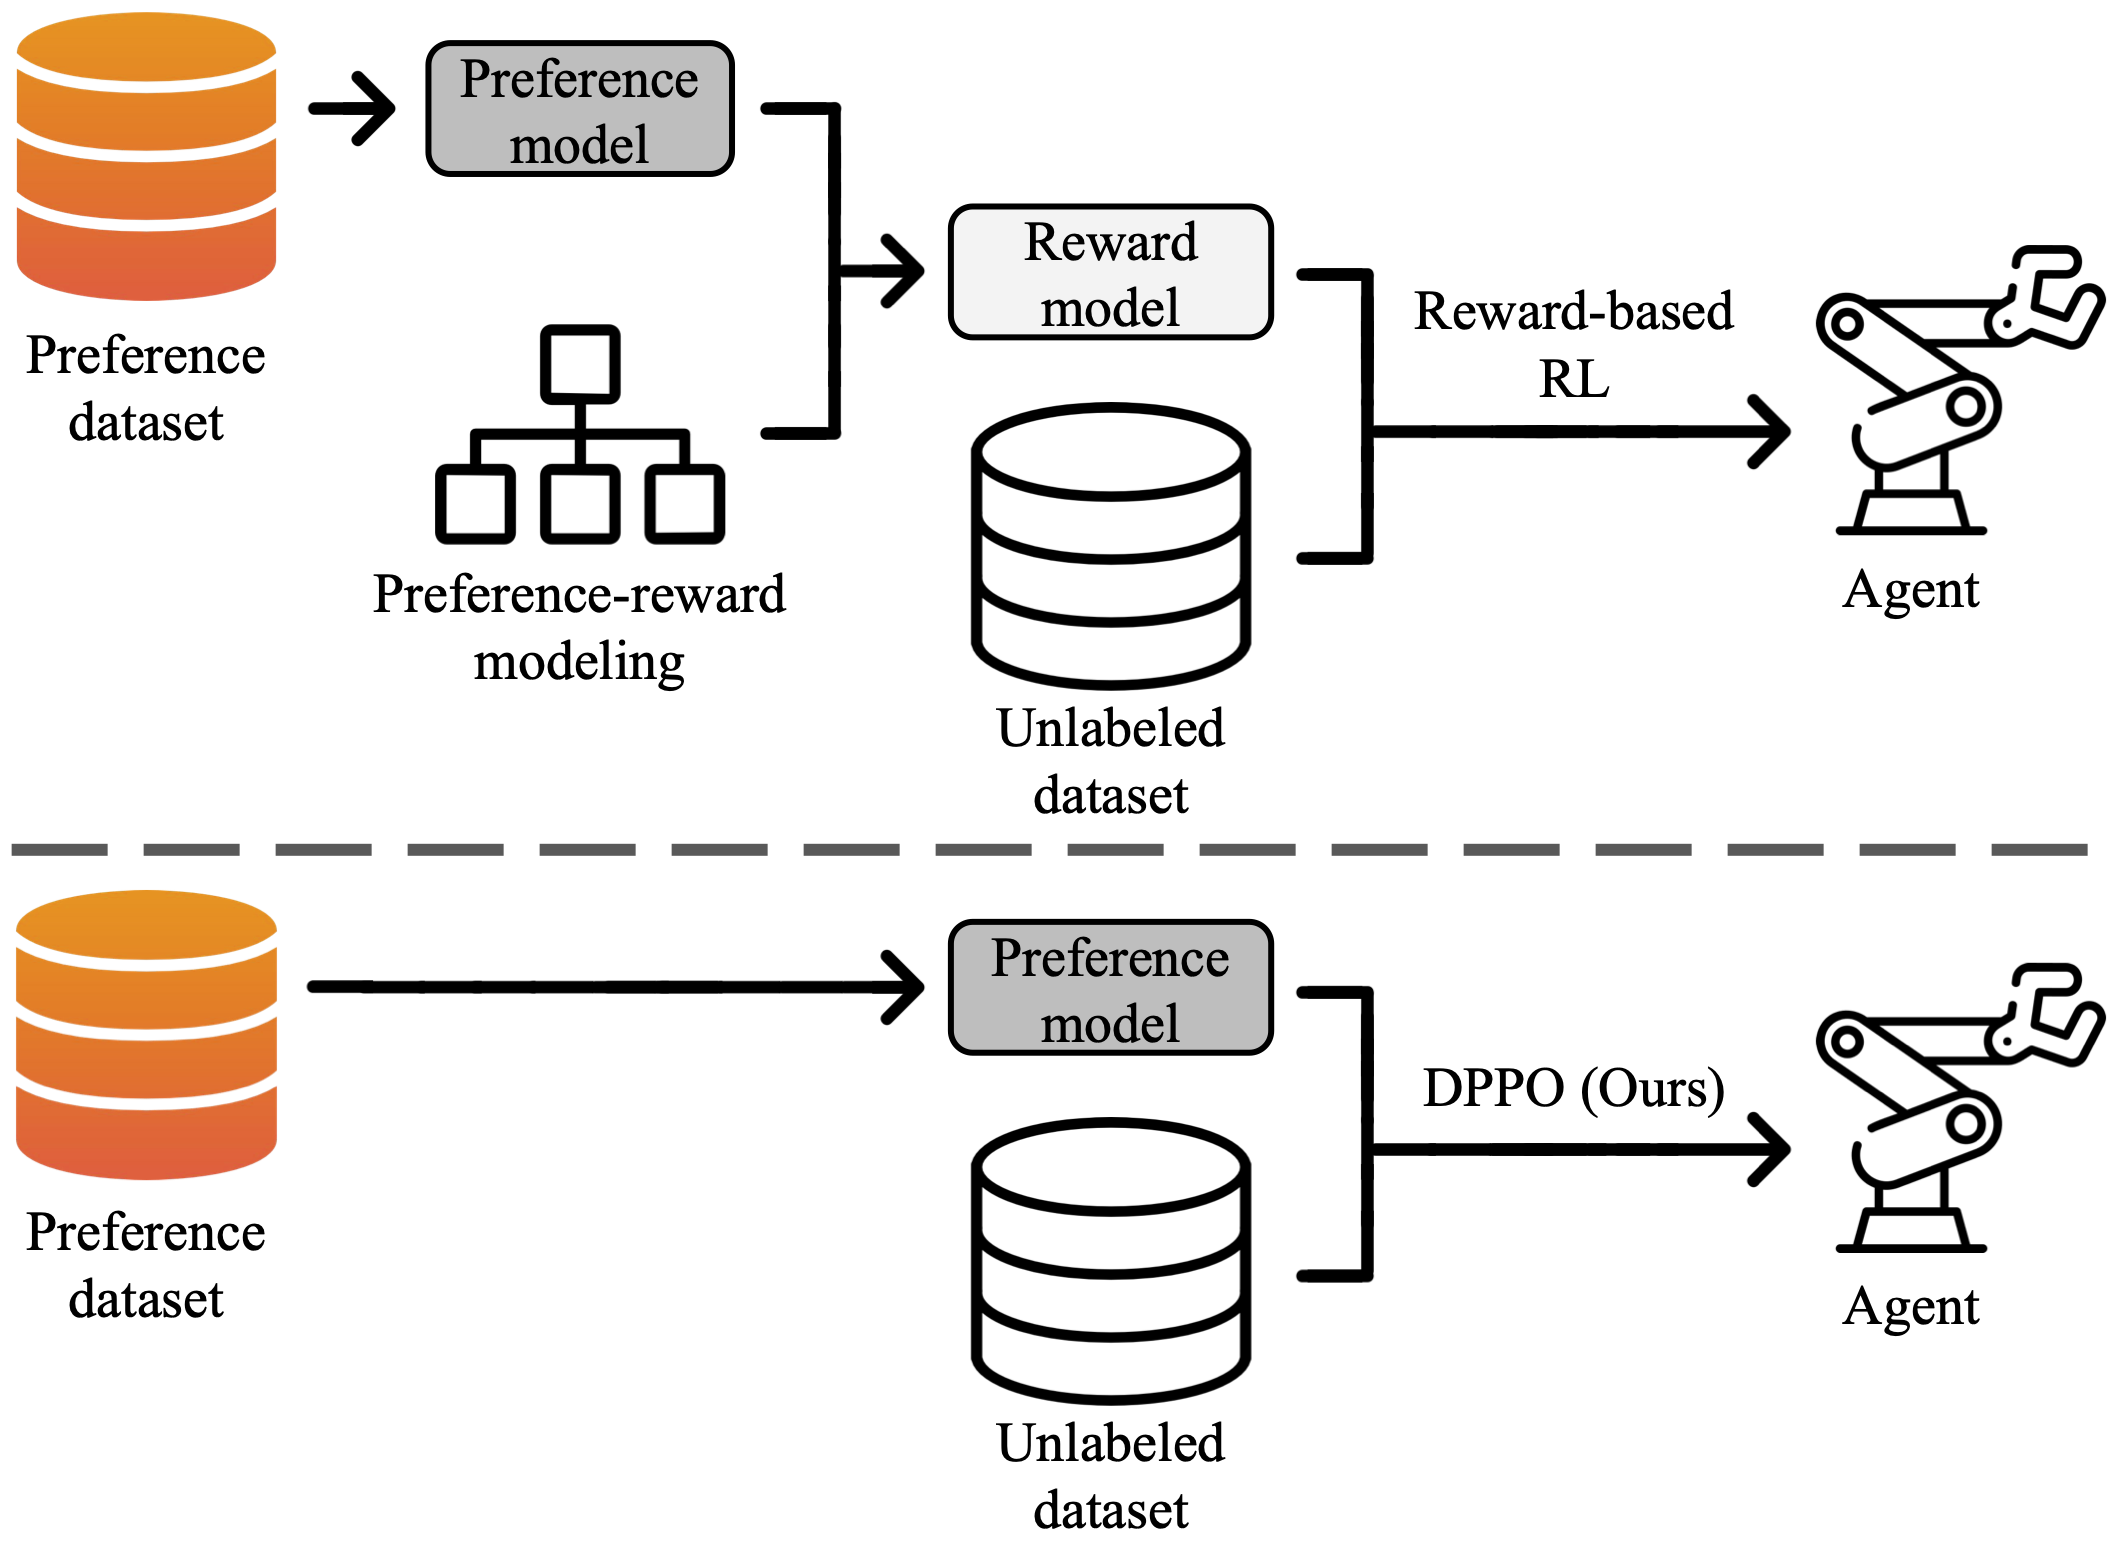 Preference
model
Preference
dataset
Preference-reward
modeling
Reward
model
Unlabeled
dataset
Reward-based
RL
Agent
Preference
dataset
Preference
model
Unlabeled
dataset
DPPO (Ours)
Agent